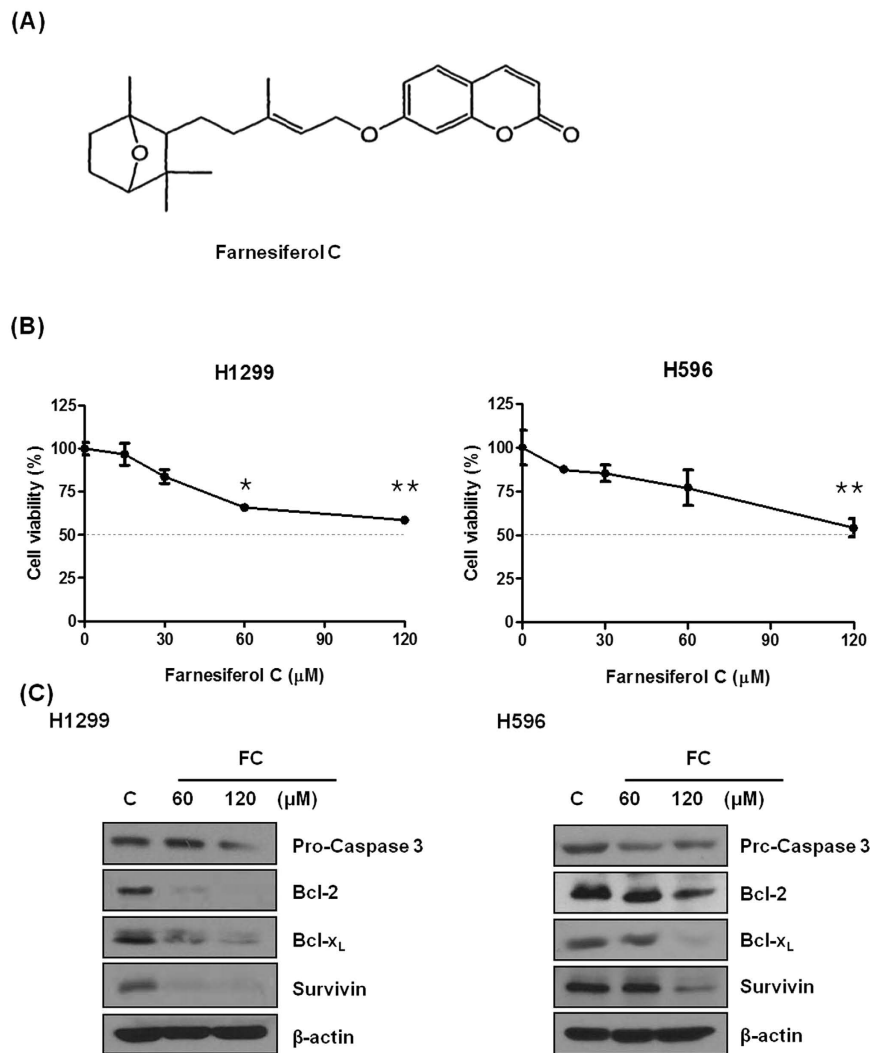 (A)
O
O
O
O
Farnesiferol C
(B)
H1299
Cell viability (%)
125
100
75
50
25
0
*
**
0
30
60
90
120
Farnesiferol C (µM)
H596
Cell viability (%)
125
100
75
50
25
0
**
0
30
60
90
120
Farnesiferol C (µM)
(C)
H1299
FC
C 60 120 (µM)
Pro-Caspase 3
Bcl-2
Bcl-xL
Survivin
β-actin
H596
FC
C 60 120 (µM)
Prc-Caspase 3
Bcl-2
Bcl-xL
Survivin
β-actin